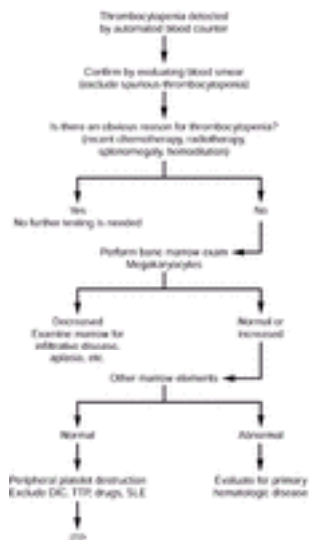 Thrombocytopenia detected
by automated blood counter
Confirm by evaluating blood smear
(exclude spurious thrombocytopenia)
Is there an obvious reason for thrombocytopenia?
(recent chemotherapy, radiotherapy,
splenomegaly, hemodilution)
Yes
No further testing is needed
No
Perform bone marrow exam
Megakaryocytes
Decreased
Examine marrow for
infiltrative disease,
aplasia, etc.
Normal or
increased
Other marrow elements
Normal
Abnormal
Peripheral platelet destruction
Exclude DIC, TTP, drugs, SLE
Evaluate for primary
hematologic disease